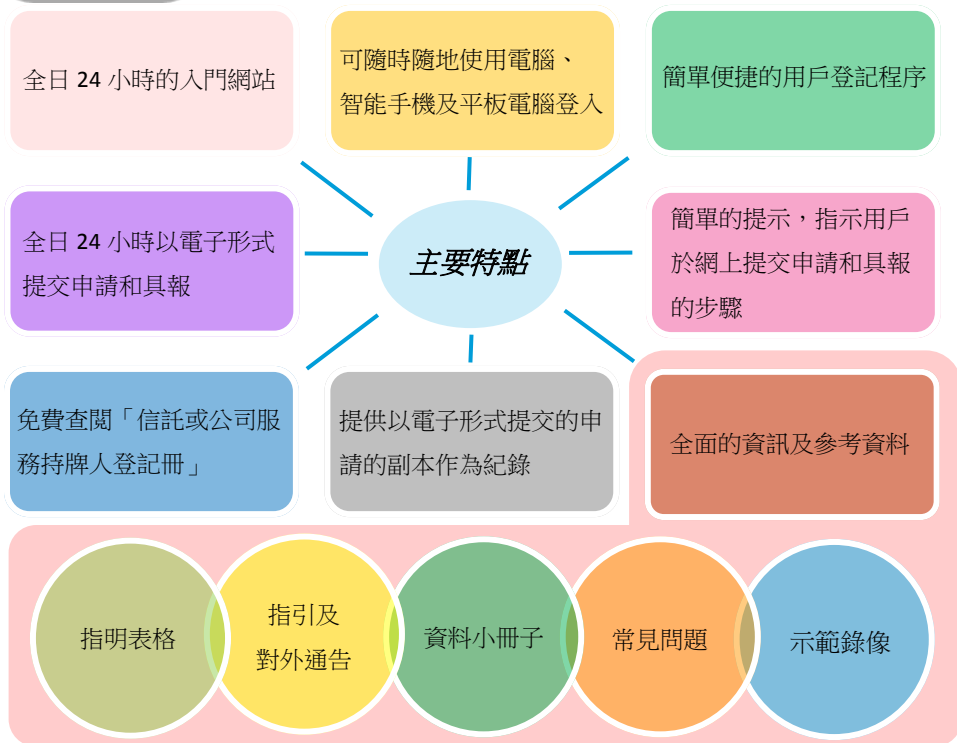 全日 24 小時的入門網站
可隨時隨地使用電腦、
智能手機及平板電腦登入
簡單便捷的用戶登記程序
全日 24 小時以電子形式
提交申請和具報
主要特點
簡單的提示，指示用戶
於網上提交申請和具報
的步驟
免費查閱「信託或公司服
務持牌人登記冊」
提供以電子形式提交的申
請的副本作為紀錄
全面的資訊及參考資料
指明表格
指引及
對外通告
資料小冊子
常見問題
示範錄像